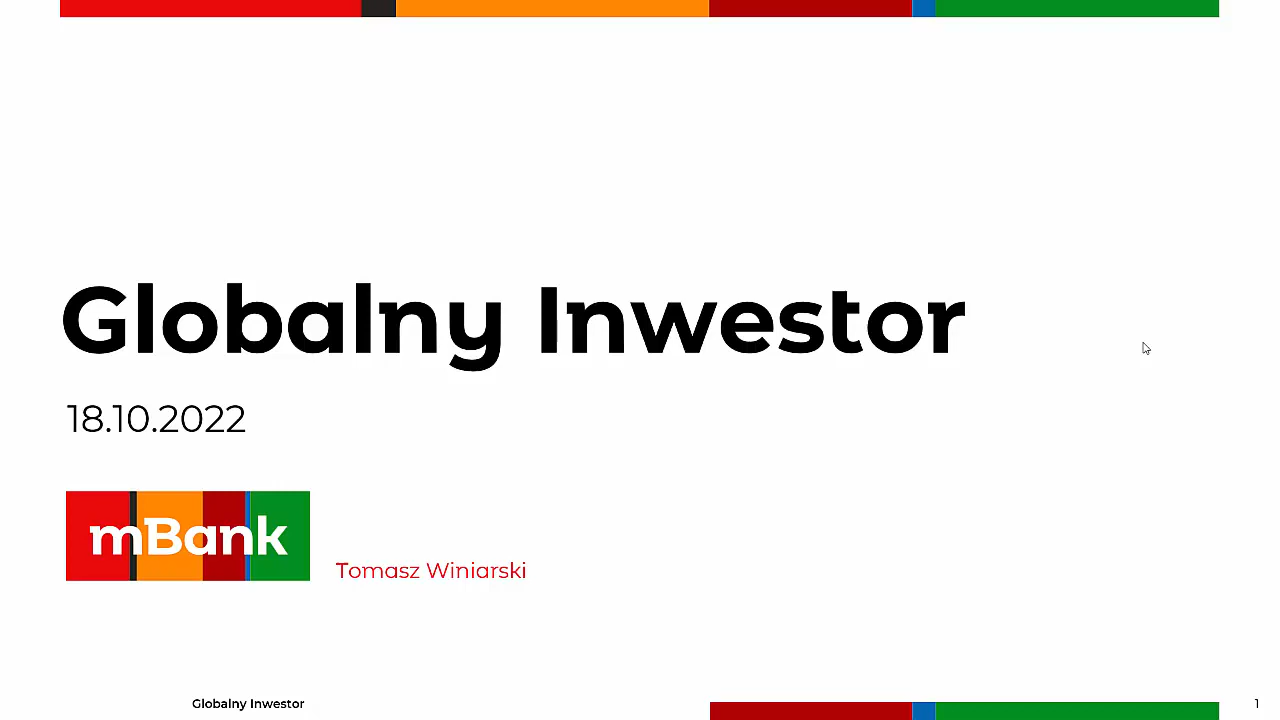 Globalny Inwestor
18.10.2022
mBank
Tomasz Winiarski
Globalny Inwestor
1